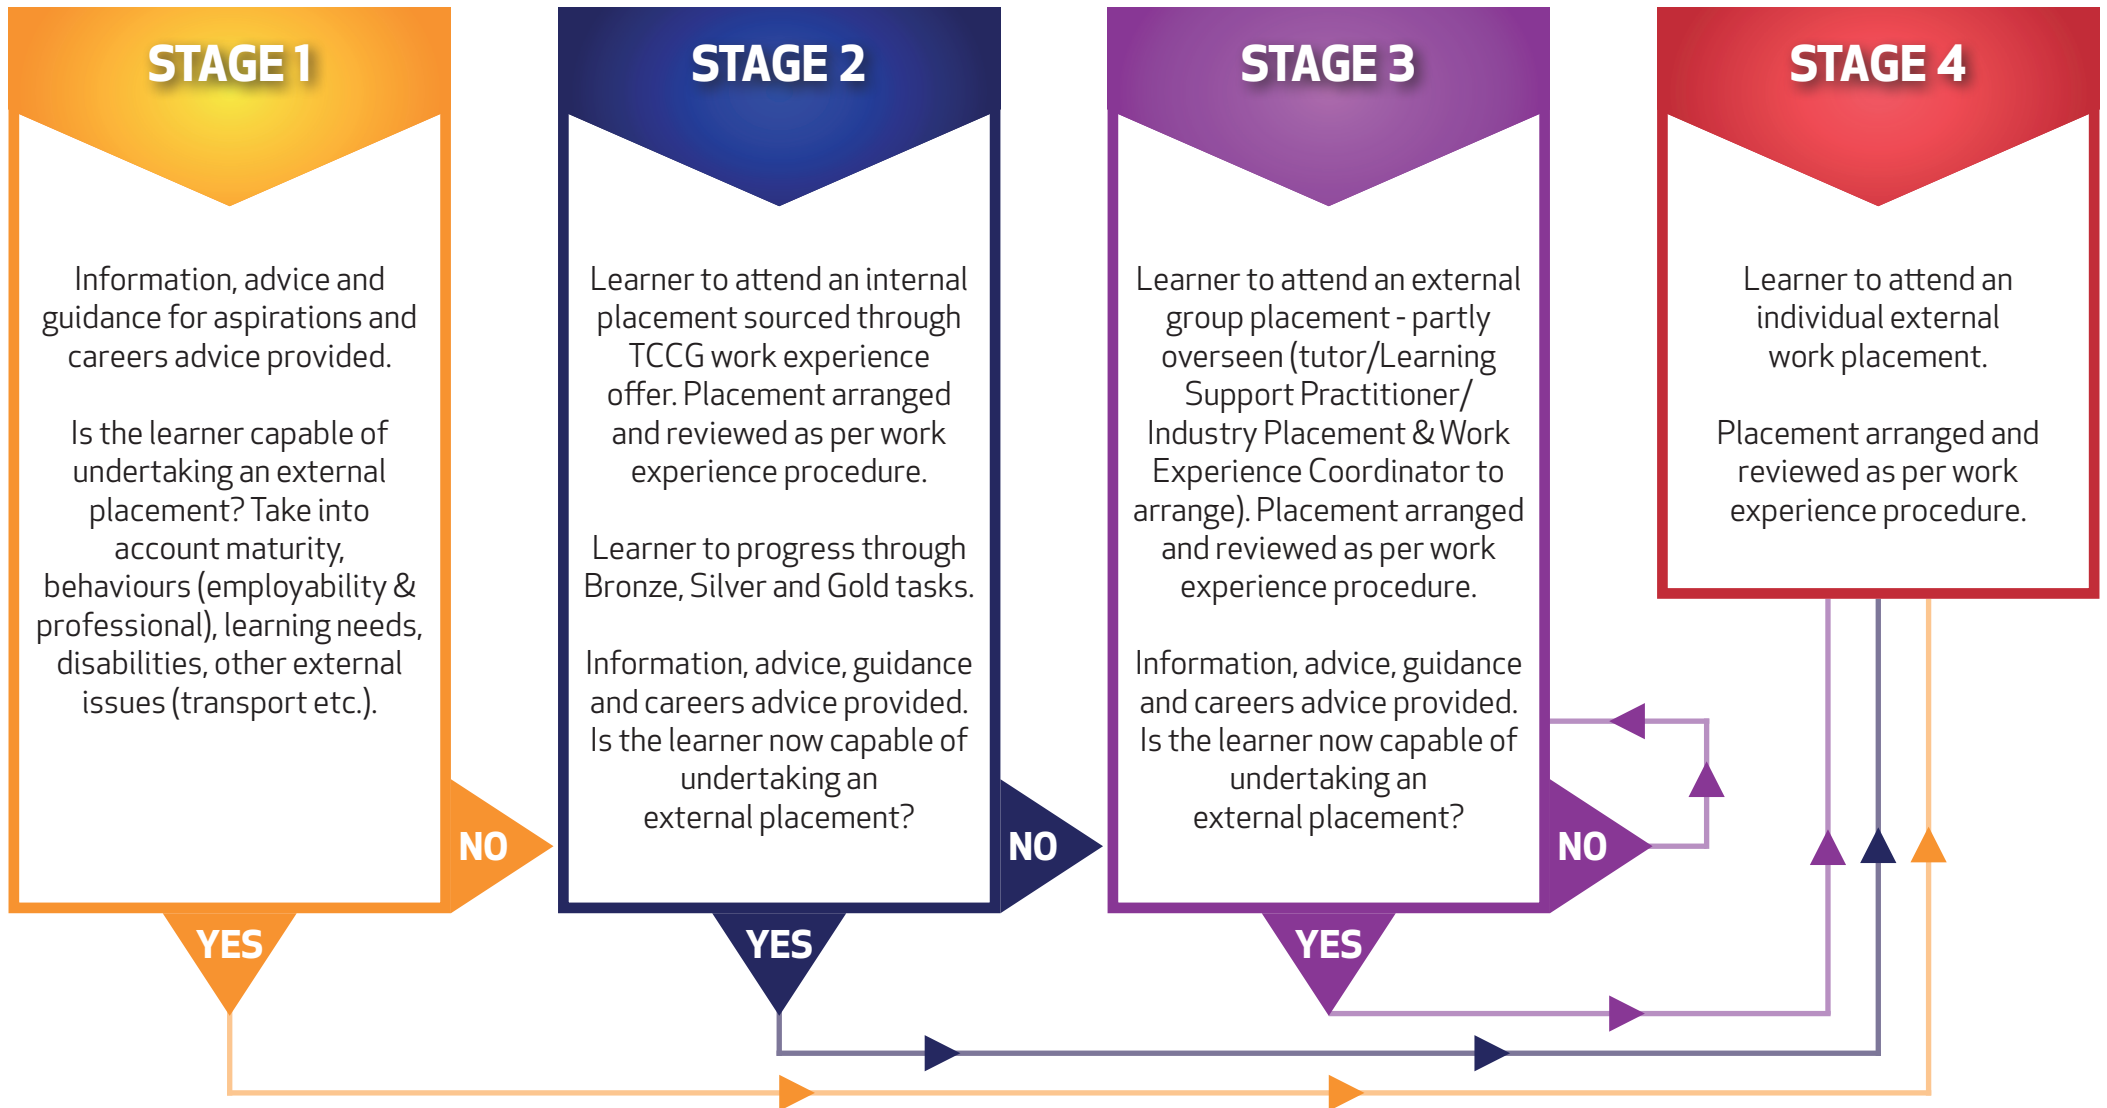 STAGE 1
Information, advice and
guidance for aspirations and
careers advice provided.
Is the learner capable of
undertaking an external
placement? Take into
account maturity,
behaviours (employability &
professional), learning needs,
disabilities, other external
issues (transport etc.).
NO
YES
STAGE 2
Learner to attend an internal
placement sourced through
TCCG work experience
offer. Placement arranged
and reviewed as per work
experience procedure.
Learner to progress through
Bronze, Silver and Gold tasks.
Information, advice, guidance
and careers advice provided.
Is the learner now capable of
undertaking an
external placement?
NO
YES
STAGE 3
Learner to attend an external
group placement - partly
overseen (tutor/Learning
Support Practitioner/
Industry Placement & Work
Experience Coordinator to
arrange). Placement arranged
and reviewed as per work
experience procedure.
Information, advice, guidance
and careers advice provided.
Is the learner now capable of
undertaking an
external placement?
NO
YES
STAGE 4
Learner to attend an
individual external
work placement.
Placement arranged and
reviewed as per work
experience procedure.